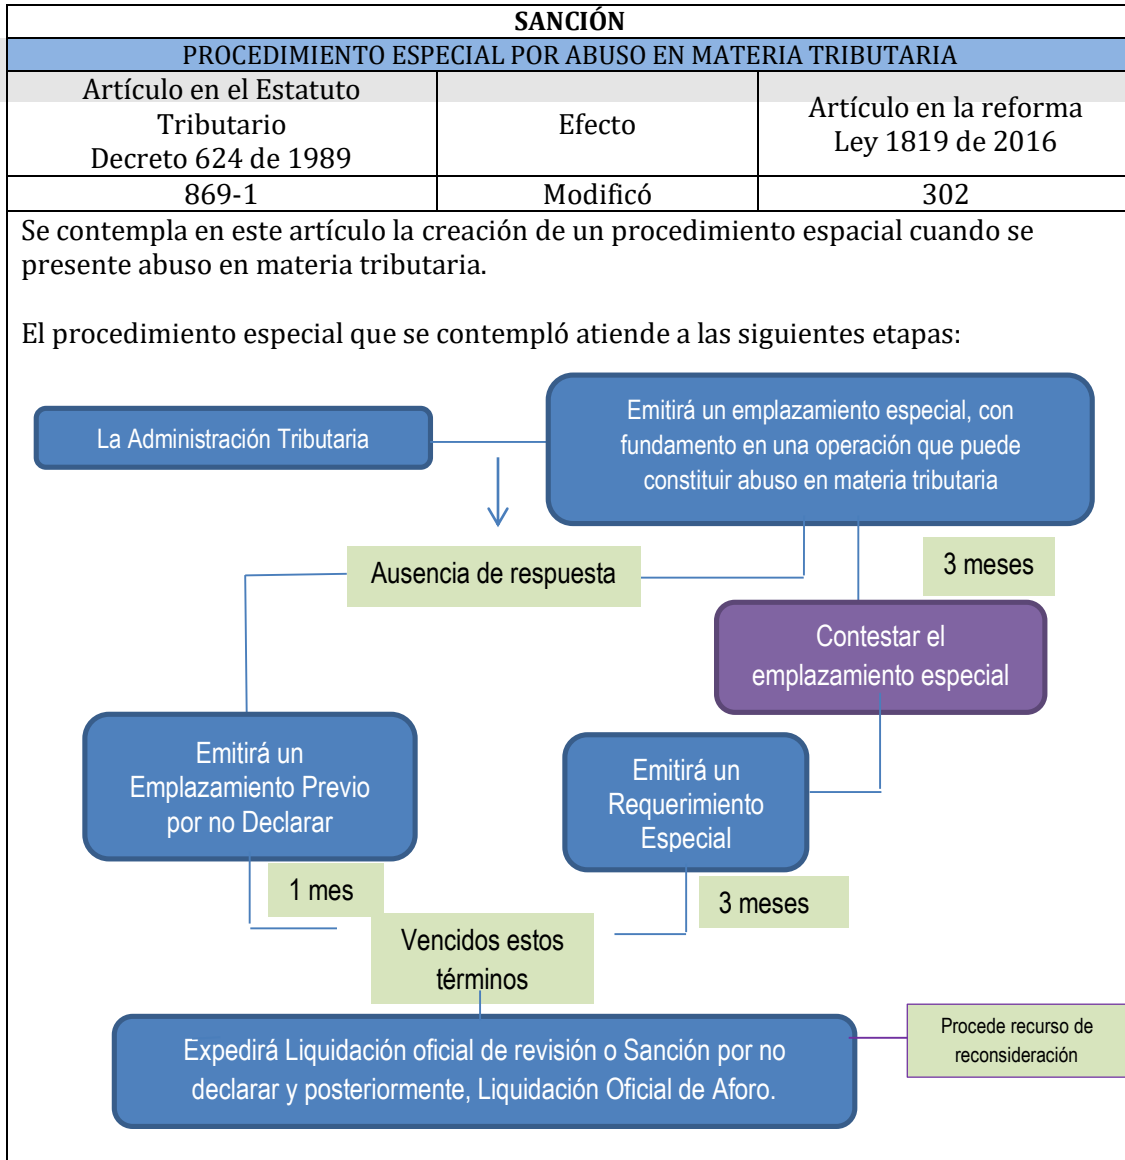 SANCIÓN
PROCEDIMIENTO ESPECIAL POR ABUSO EN MATERIA TRIBUTARIA
Artículo en el Estatuto
Tributario
Decreto 624 de 1989
Efecto
Artículo en la reforma
Ley 1819 de 2016
869-1
Modificó
302
Se contempla en este artículo la creación de un procedimiento espacial cuando se
presente abuso en materia tributaria.
El procedimiento especial que se contempló atiende a las siguientes etapas:
La Administración Tributaria
Emitirá un emplazamiento especial, con
fundamento en una operación que puede
constituir abuso en materia tributaria
Ausencia de respuesta
3 meses
Contestar el
emplazamiento especial
Emitirá un
Emplazamiento Previo
por no Declarar
Emitirá un
Requerimiento
Especial
1 mes
3 meses
Vencidos estos
términos
Expedirá Liquidación oficial de revisión o Sanción por no
declarar y posteriormente, Liquidación Oficial de Aforo.
Procede recurso de
reconsideración